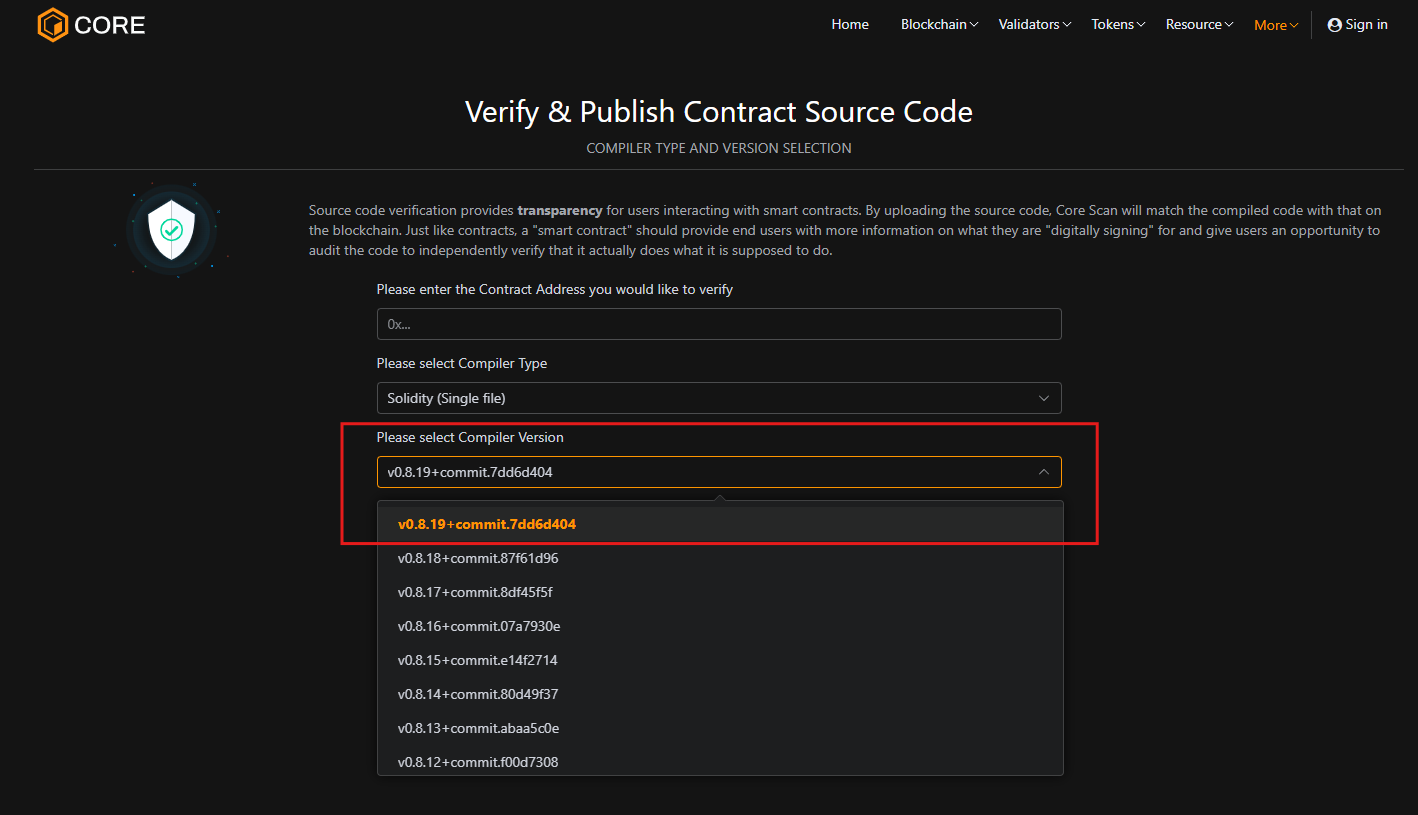 CORE
Home Blockchain Validators Tokens Resource More Sign in
Verify & Publish Contract Source Code
COMPILER TYPE AND VERSION SELECTION
Source code verification provides transparency for users interacting with smart contracts. By uploading the source code, Core Scan will match the compiled code with that on
the blockchain. Just like contracts, a "smart contract" should provide end users with more information on what they are "digitally signing" for and give users an opportunity to
audit the code to independently verify that it actually does what it is supposed to do.
Please enter the Contract Address you would like to verify
0x...
Please select Compiler Type
Solidity (Single file)
Please select Compiler Version
v0.8.19+commit.7dd6d404
v0.8.19+commit.7dd6d404
v0.8.18+commit.87f61d96
v0.8.17+commit.8df45f5f
v0.8.16+commit.07a7930e
v0.8.15+commit.e14f2714
v0.8.14+commit.80d49f37
v0.8.13+commit.abaa5c0e
v0.8.12+commit.f00d7308